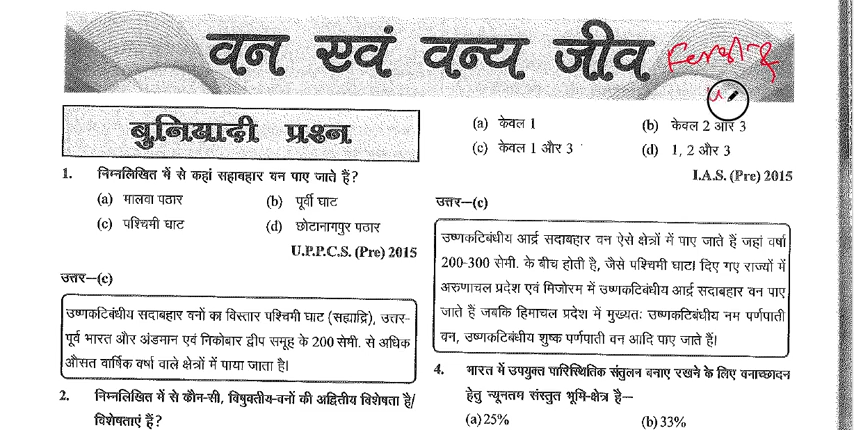 वन एवं वन्य जीव
बुनियादी प्रश्न
1. निम्नलिखित में से कहां सहाबहार वन पाए जाते हैं?
(a) मालवा पठार (b) पूर्वी घाट
(c) पश्चिमी घाट (d) छोटानागपुर पठार
U.P.P.C.S. (Pre) 2015
उत्तर—(c)
उष्णकटिबंधीय सदाबहार वनों का विस्तार पश्चिमी घाट (सह्याद्रि), उत्तर-
पूर्व भारत और अंडमान एवं निकोबार द्वीप समूह के 200 सेमी. से अधिक
औसत वार्षिक वर्षा वाले क्षेत्रों में पाया जाता है।
2. निम्नलिखित में से कौन-सी, विषुवतीय-वनों की अद्वितीय विशेषता है/
विशेषताएं हैं?
(a) केवल 1 (b) केवल 2 और 3
(c) केवल 1 और 3 (d) 1, 2 और 3
I.A.S. (Pre) 2015
उत्तर—(c)
उष्णकटिबंधीय आर्द्र सदाबहार वन ऐसे क्षेत्रों में पाए जाते हैं जहां वर्षा
200-300 सेमी. के बीच होती है, जैसे पश्चिमी घाट। दिए गए राज्यों में
अरुणाचल प्रदेश एवं मिजोरम में उष्णकटिबंधीय आर्द्र सदाबहार वन पाए
जाते हैं जबकि हिमाचल प्रदेश में मुख्यतः उष्णकटिबंधीय नम पर्णपाती
वन, उष्णकटिबंधीय शुष्क पर्णपाती वन आदि पाए जाते हैं।
4. भारत में उपयुक्त पारिस्थितिक संतुलन बनाए रखने के लिए वनाच्छादन
हेतु न्यूनतम संस्तुत भूमि-क्षेत्र है—
(a) 25% (b) 33%